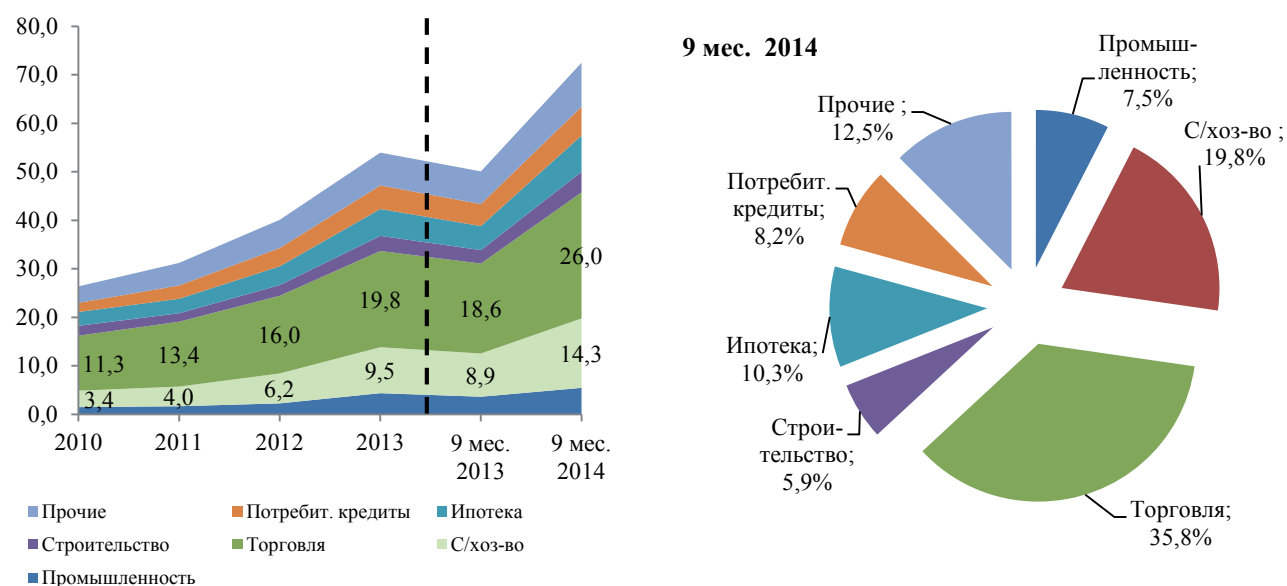 80,0
70,0
60,0
50,0
40,0
30,0
20,0
10,0
0,0
11,3
13,4
16,0
19,8
18,6
26,0
3,4
4,0
6,2
9,5
8,9
14,3
2010
2011
2012
2013
9 мес.
2013
9 мес.
2014
Прочие
Потребит. кредиты
Ипотека
Строительство
Торговля
С/хоз-во
Промышленность
9 мес. 2014
Промыш-
ленность;
7,5%
С/хоз-во ;
19,8%
Торговля;
35,8%
Строи-
тельство;
5,9%
Ипотека;
10,3%
Потребит.
кредиты;
8,2%
Прочие ;
12,5%